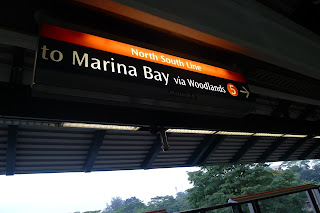 North South Line
to Marina Bay via Woodlands 5